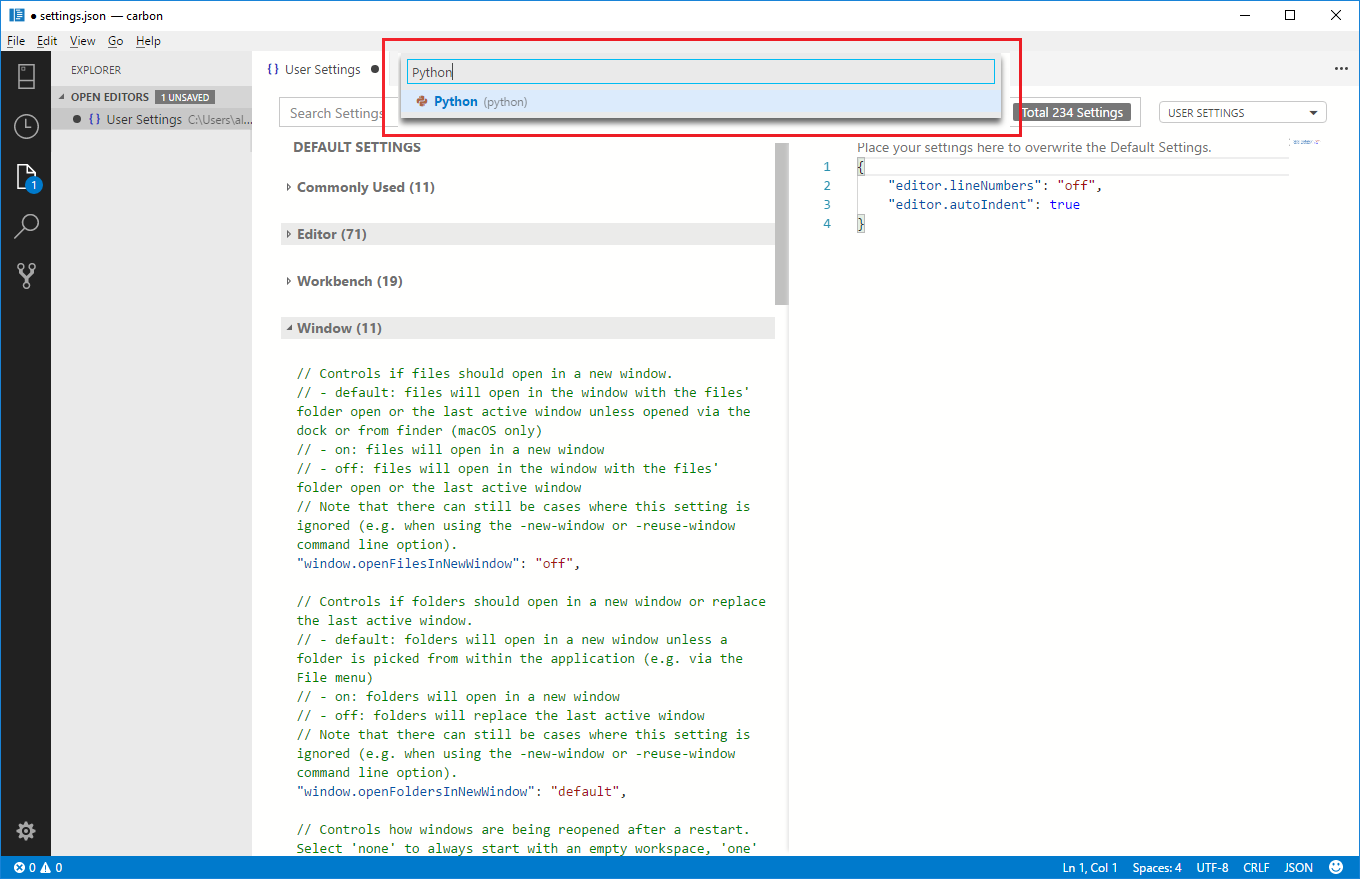 ● settings.json — carbon
File Edit View Go Help
EXPLORER
OPEN EDITORS 1 UNSAVED
● {} User Settings C:\Users\al...
1
{} User Settings ●
Python
Python (python)
Search Settings
Total 234 Settings
USER SETTINGS
DEFAULT SETTINGS
Commonly Used (11)
Editor (71)
Workbench (19)
Window (11)
// Controls if files should open in a new window.
// - default: files will open in the window with the files'
folder open or the last active window unless opened via the
dock or from finder (macOS only)
// - on: files will open in a new window
// - off: files will open in the window with the files'
folder open or the last active window
// Note that there can still be cases where this setting is
ignored (e.g. when using the -new-window or -reuse-window
command line option).
"window.openFilesInNewWindow": "off",
// Controls if folders should open in a new window or replace
the last active window.
// - default: folders will open in a new window unless a
folder is picked from within the application (e.g. via the
File menu)
// - on: folders will open in a new window
// - off: folders will replace the last active window
// Note that there can still be cases where this setting is
ignored (e.g. when using the -new-window or -reuse-window
command line option).
"window.openFoldersInNewWindow": "default",
// Controls how windows are being reopened after a restart.
Select 'none' to always start with an empty workspace, 'one'
Place your settings here to overwrite the Default Settings.
1 {
2 "editor.lineNumbers": "off",
3 "editor.autoIndent": true
4 }
0 0
Ln 1, Col 1 Spaces: 4 UTF-8 CRLF JSON